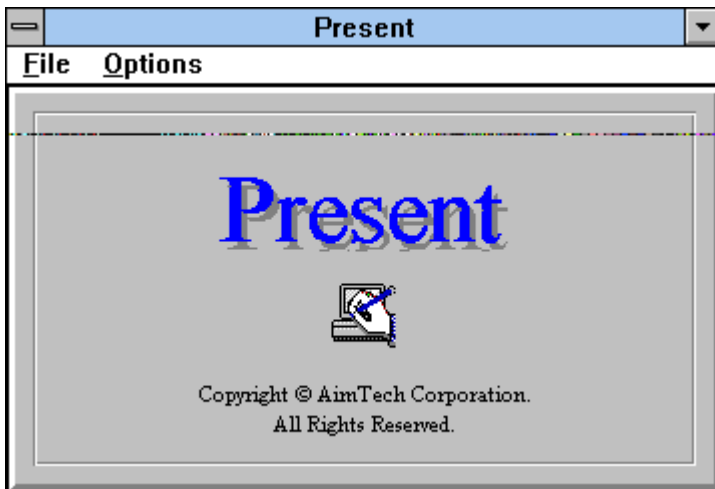 Present
File Options
Present
Copyright © AimTech Corporation.
All Rights Reserved.